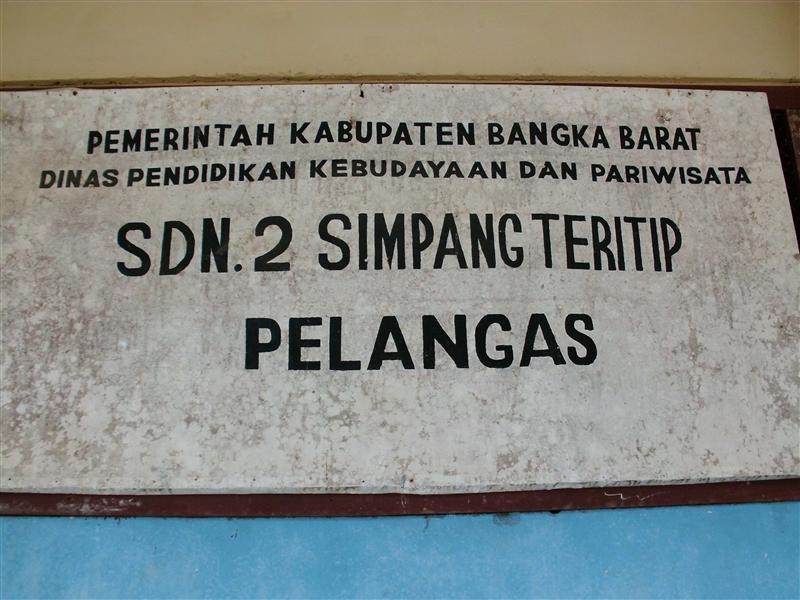 PEMERINTAH KABUPATEN BANGKA BARAT
DINAS PENDIDIKAN KEBUDAYAAN DAN PARIWISATA
SDN. 2 SIMPANG TERITIP
PELANGAS